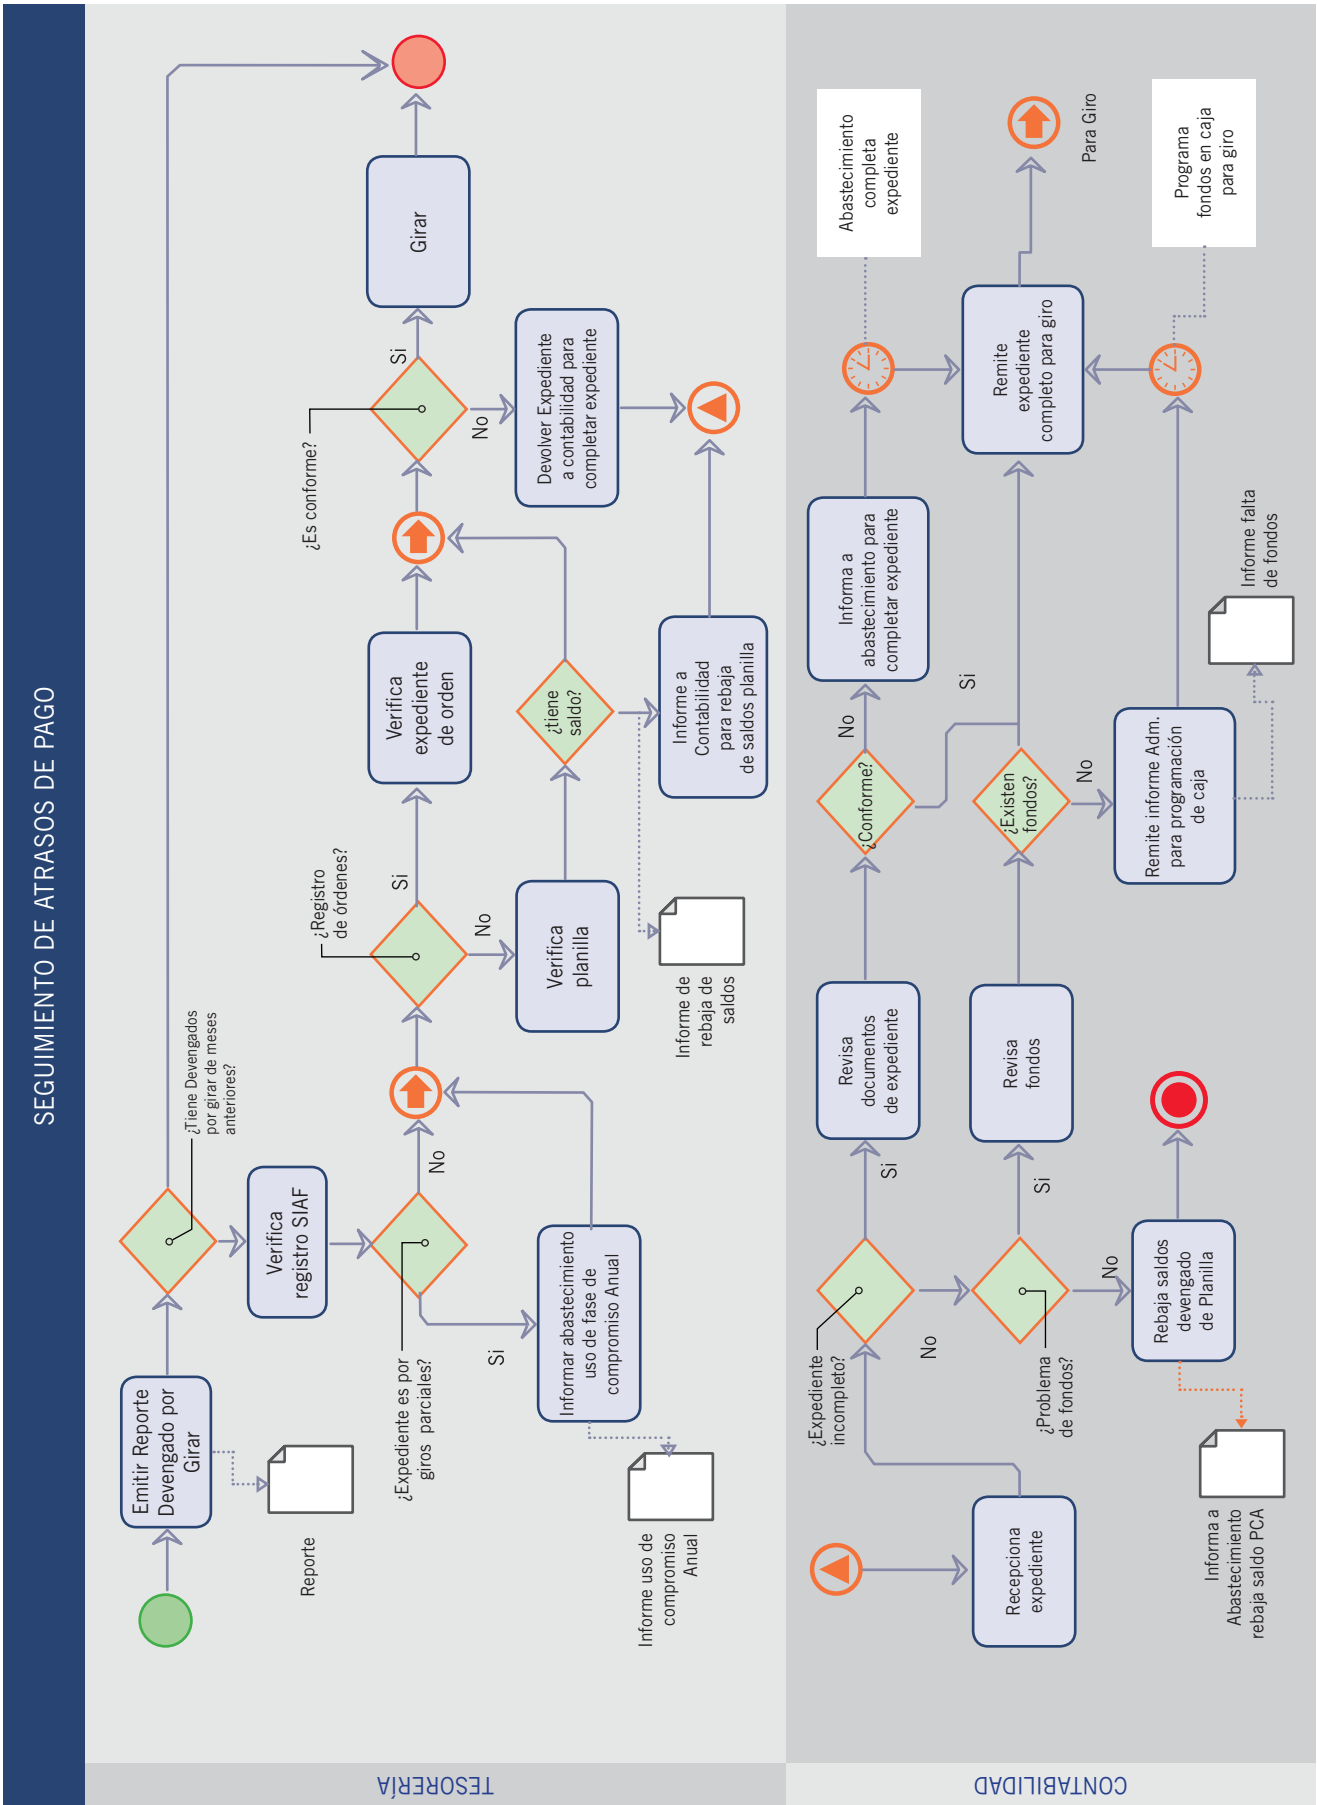 SEGUIMIENTO DE ATRASOS DE PAGO
TESORERÍA
Emitir Reporte
Devengado por
Girar
Reporte
¿Tiene Devengados
por girar de meses
anteriores?
Verifica
registro SIAF
¿Expediente es por
giros parciales?
No
Si
Informar abastecimiento
uso de fase de
compromiso Anual
Informe uso de
compromiso
Anual
¿Registro
de órdenes?
Si
No
Verifica
expediente
de orden
Verifica
planilla
¿tiene
saldo?
Informe de
rebaja de
saldos
Informe a
Contabilidad
para rebaja
de saldos planilla
¿Es conforme?
Si
No
Girar
Devolver Expediente
a contabilidad para
completar expediente
CONTABILIDAD
Recepciona
expediente
¿Expediente
incompleto?
Si
No
¿Problema
de fondos?
Si
No
Rebaja saldos
devengado
de Planilla
Informa a
Abastecimiento
rebaja saldo PCA
Revisa
documentos
de expediente
Revisa
fondos
¿Conforme?
No
Si
¿Existen
fondos?
No
Informa a
abastecimiento para
completar expediente
Remite informe Adm.
para programación
de caja
Informe falta
de fondos
Abastecimiento
completa
expediente
Remite
expediente
completo para giro
Para Giro
Programa
fondos en caja
para giro